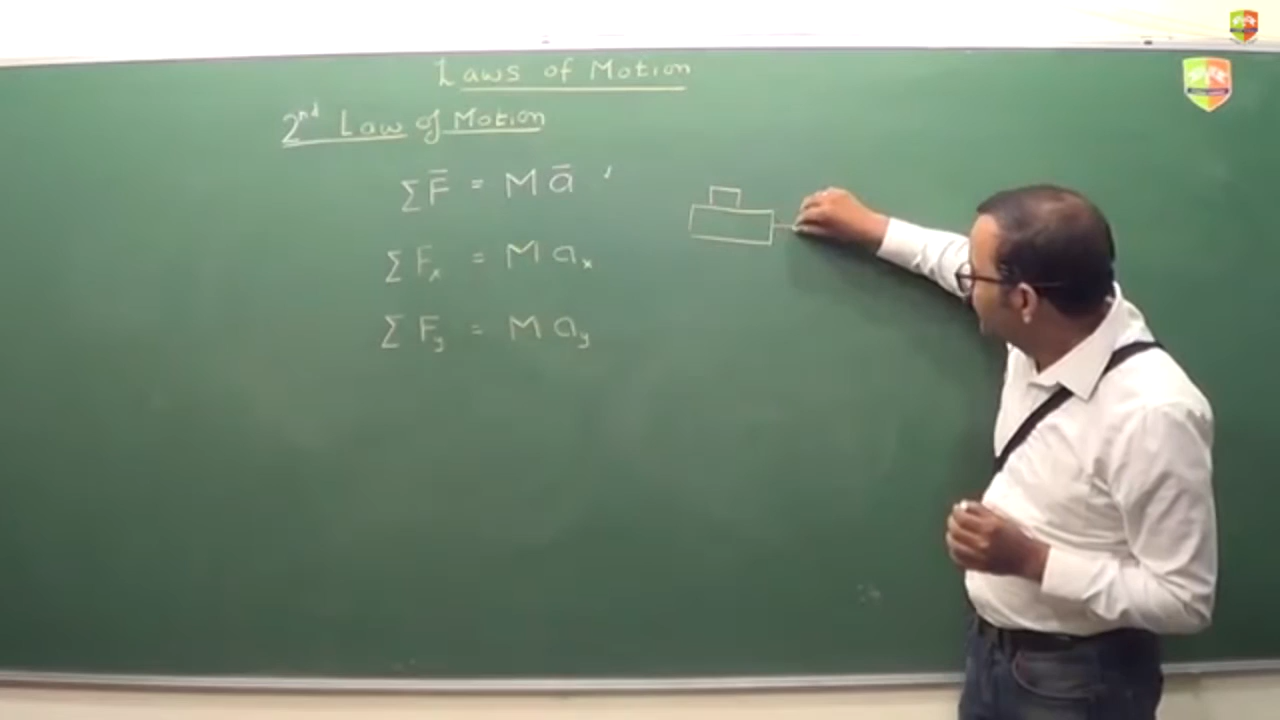 Laws of Motion
2nd Law of Motion
Σ F̄ = M ā
Σ Fₓ = M aₓ
Σ Fy = M ay